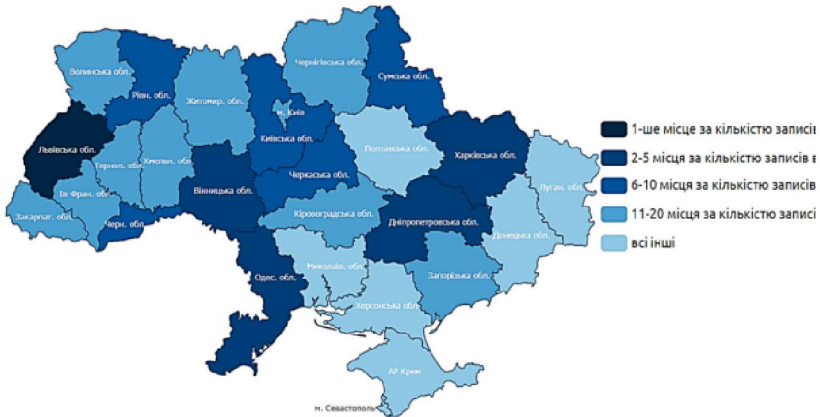 Волинська обл.
Рівн. обл.
Житомир. обл.
Чернігівська обл.
Сумська обл.
м. Київ
Київська обл.
Львівська обл.
Терноп. обл.
Хмельн. обл.
Вінницька обл.
Черкаська обл.
Полтавська обл.
Харківська обл.
Луган. обл.
Ів-Фран. обл.
Закарпат. обл.
Черн. обл.
Кіровоградська обл.
Дніпропетровська обл.
Донецька обл.
Одес. обл.
Миколаїв. обл.
Запорізька обл.
Херсонська обл.
АР Крим
м. Севастополь
1-ше місце за кількістю записів
2-5 місця за кількістю записів в
6-10 місця за кількістю записів
11-20 місця за кількістю записі
всі інші